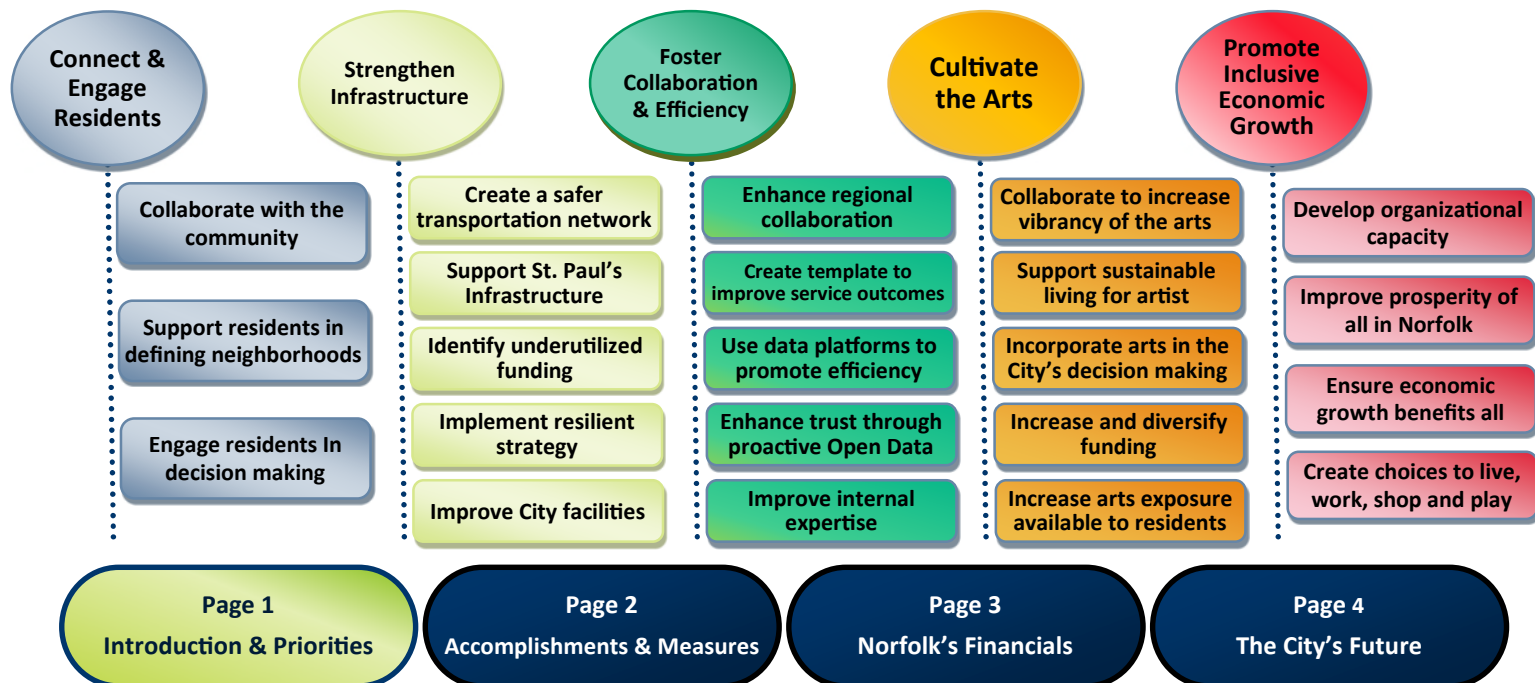 Connect &
Engage
Residents
Collaborate with the
community
Support residents in
defining neighborhoods
Engage residents In
decision making
Strengthen
Infrastructure
Create a safer
transportation network
Support St. Paul's
Infrastructure
Identify underutilized
funding
Implement resilient
strategy
Improve City facilities
Foster
Collaboration
& Efficiency
Enhance regional
collaboration
Create template to
improve service outcomes
Use data platforms to
promote efficiency
Enhance trust through
proactive Open Data
Improve internal
expertise
Cultivate
the Arts
Collaborate to increase
vibrancy of the arts
Support sustainable
living for artist
Incorporate arts in the
City's decision making
Increase and diversify
funding
Increase arts exposure
available to residents
Promote
Inclusive
Economic
Growth
Develop organizational
capacity
Improve prosperity of
all in Norfolk
Ensure economic
growth benefits all
Create choices to live,
work, shop and play
Page 1
Introduction & Priorities
Page 2
Accomplishments & Measures
Page 3
Norfolk's Financials
Page 4
The City's Future